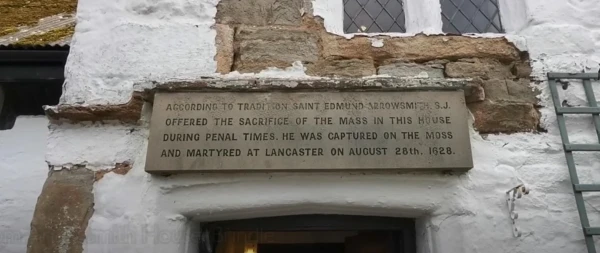 ACCORDING TO TRADITION SAINT EDMUND ARROWSMITH, S.J.
OFFERED THE SACRIFICE OF THE MASS IN THIS HOUSE
DURING PENAL TIMES. HE WAS CAPTURED ON THE MOSS
AND MARTYRED AT LANCASTER ON AUGUST 28th. 1628.